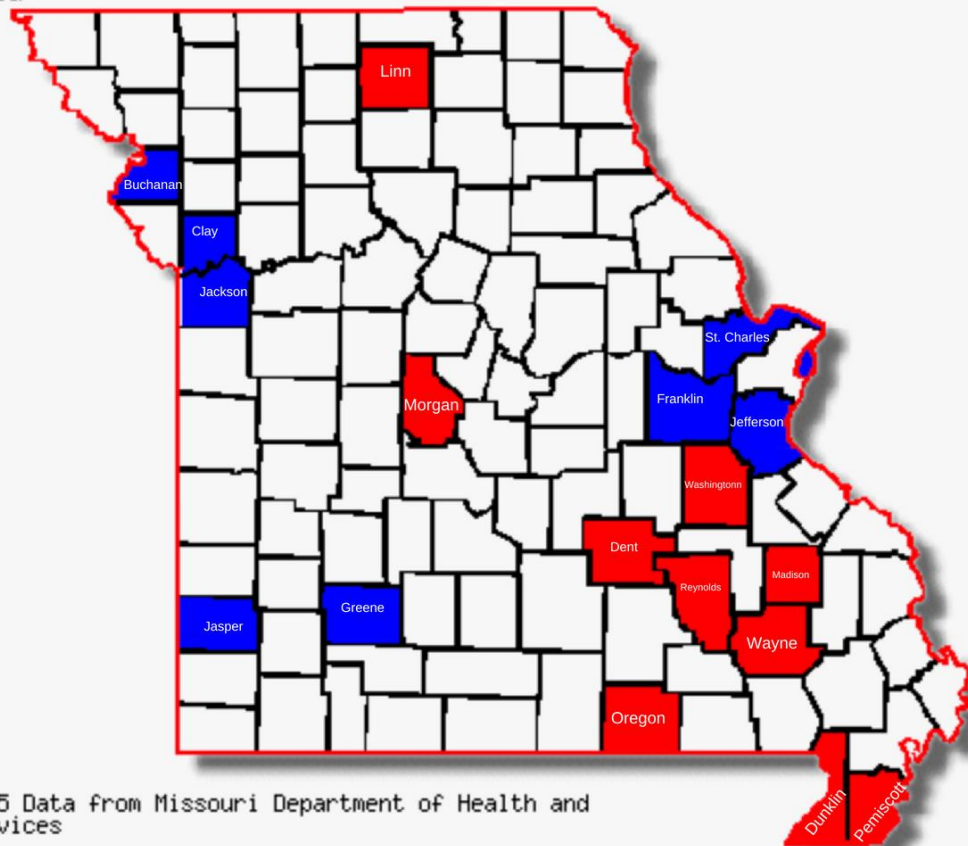 Linn
Buchanan
Clay
Jackson
St. Charles
Morgan
Franklin
Jefferson
Washingtonn
Dent
Madison
Reynolds
Greene
Jasper
Wayne
Oregon
Dunklin
Pemiscott
5 Data from Missouri Department of Health and
vices